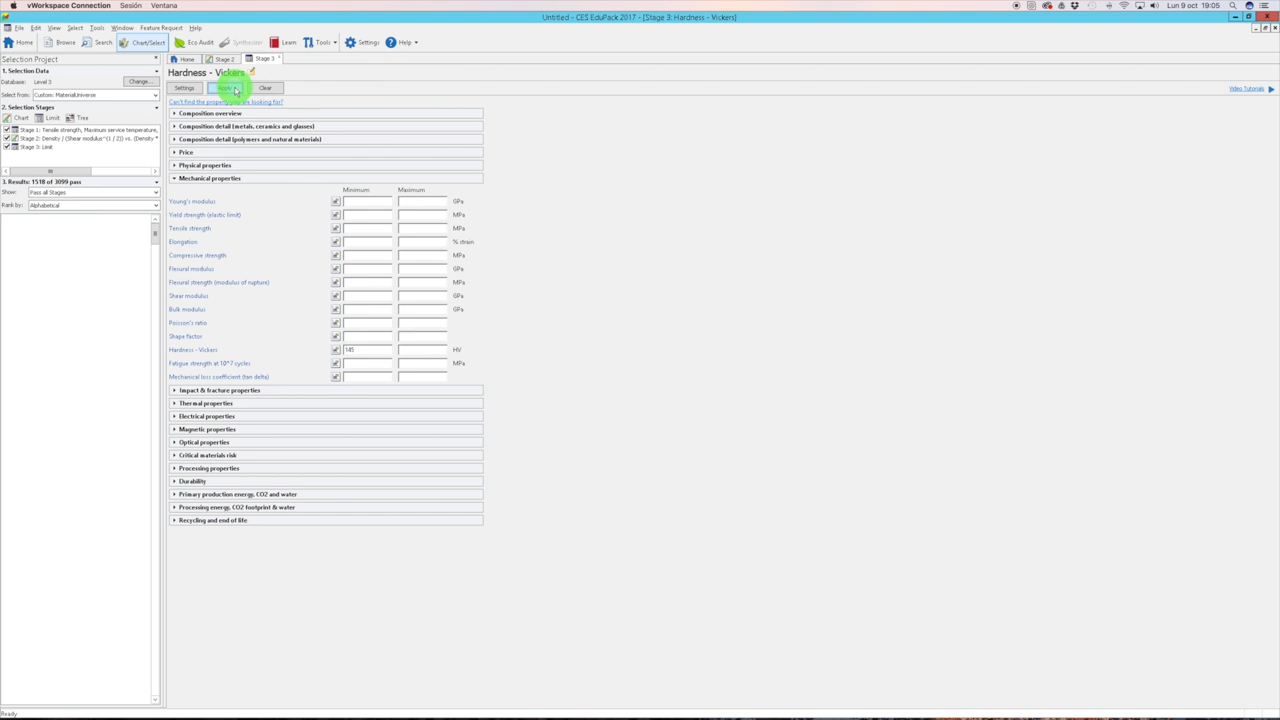 vWorkspace Connection Sesión Ventana Lun 9 oct 19:05
Untitled - CES EduPack 2017 - [Stage 3: Hardness - Vickers]
File Edit View Select Tools Window Feature Request Help
Home Browse Search Chart/Select Eco Audit Synthesizer Learn Tools Settings Help
Selection Project
1. Selection Data
Database: Level 3 Change...
Select from: Custom: MaterialUniverse
2. Selection Stages
Chart Limit Tree
Stage 1: Tensile strength, Maximum service temperature,
Stage 2: Density / (Shear modulus^(1 / 2)) vs. (Density *
Stage 3: Limit
3. Results: 1518 of 3099 pass
Show: Pass all Stages
Rank by: Alphabetical
Home Stage 2 Stage 3
Hardness - Vickers
Settings Apply Clear
Can't find the property you are looking for?
Video Tutorials
Composition overview
Composition detail (metals, ceramics and glasses)
Composition detail (polymers and natural materials)
Price
Physical properties
Mechanical properties
Minimum Maximum
Young's modulus GPa
Yield strength (elastic limit) MPa
Tensile strength MPa
Elongation % strain
Compressive strength MPa
Flexural modulus GPa
Flexural strength (modulus of rupture) MPa
Shear modulus GPa
Bulk modulus GPa
Poisson's ratio
Shape factor
Hardness - Vickers 145 HV
Fatigue strength at 10^7 cycles MPa
Mechanical loss coefficient (tan delta)
Impact & fracture properties
Thermal properties
Electrical properties
Magnetic properties
Optical properties
Critical materials risk
Processing properties
Durability
Primary production energy, CO2 and water
Processing energy, CO2 footprint & water
Recycling and end of life
Ready